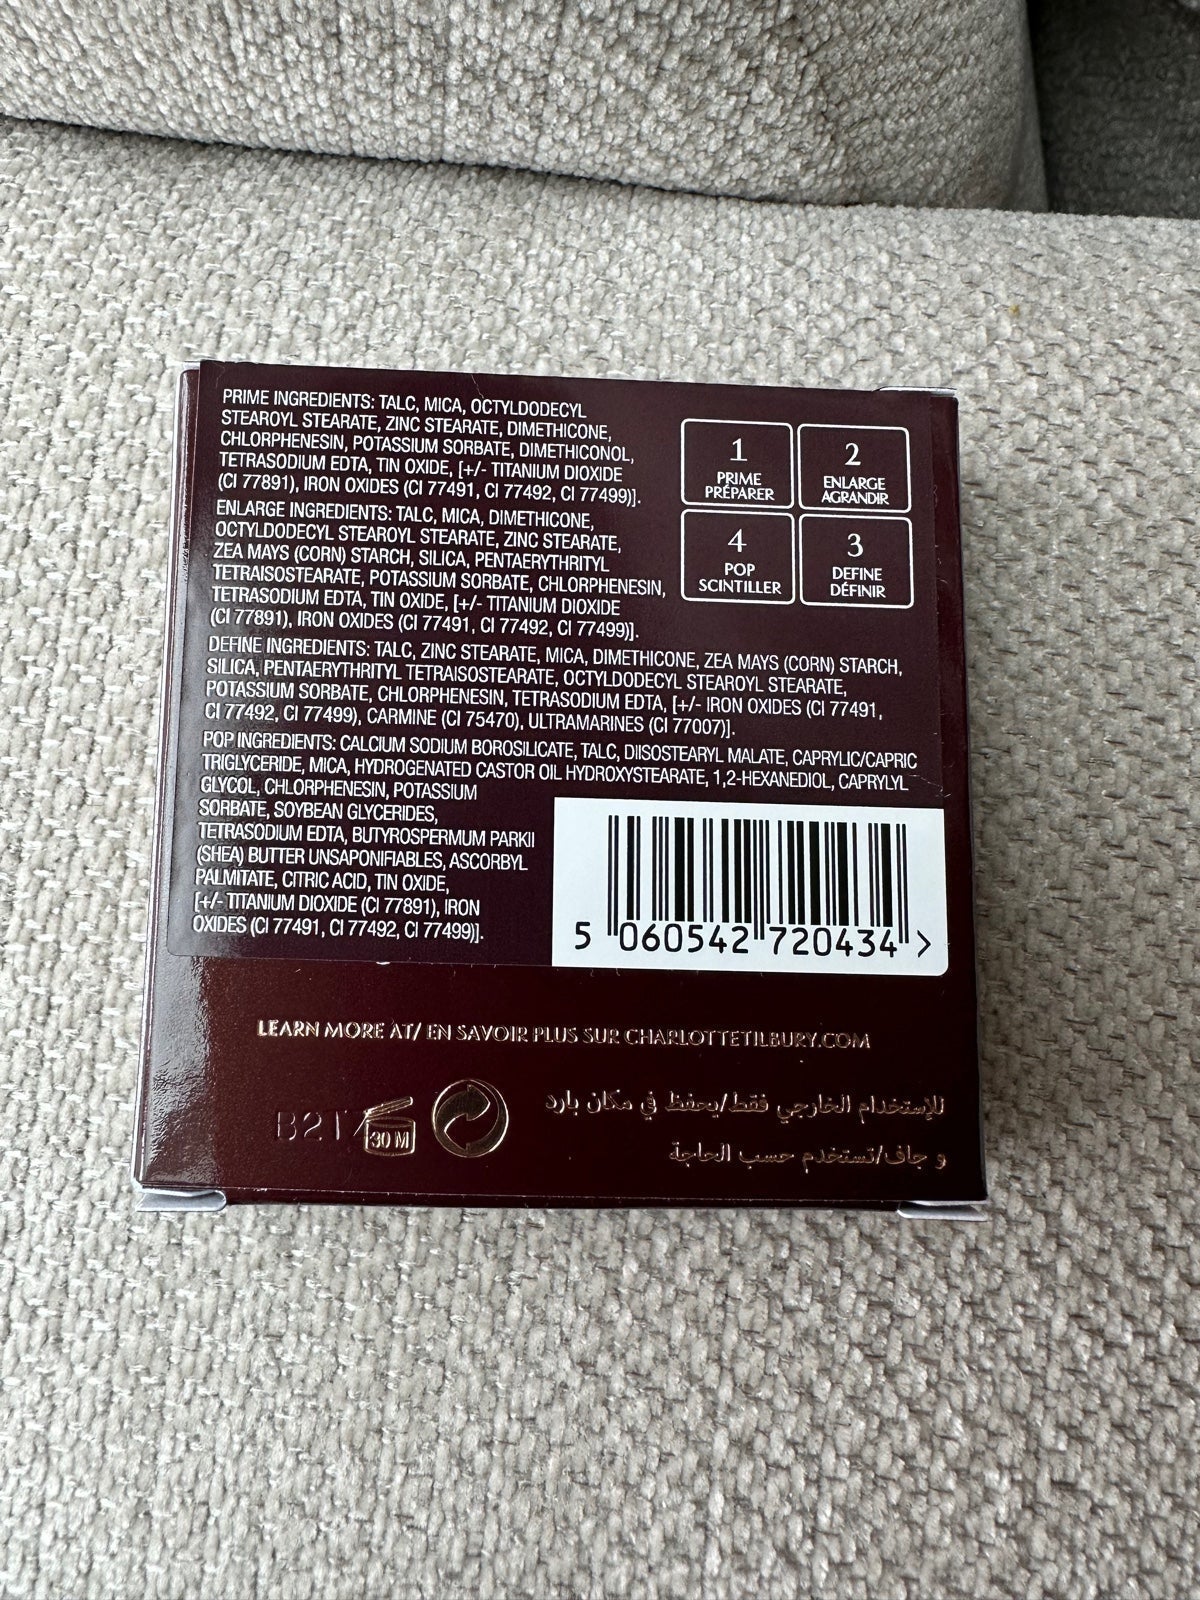 PRIME INGREDIENTS: TALC, MICA, OCTYLDODECYL
STEAROYL STEARATE, ZINC STEARATE, DIMETHICONE,
CHLORPHENESIN, POTASSIUM SORBATE, DIMETHICONOL,
TETRASODIUM EDTA, TIN OXIDE, [+/- TITANIUM DIOXIDE
(CI 77891), IRON OXIDES (CI 77491, CI 77492, CI 77499)].
ENLARGE INGREDIENTS: TALC, MICA, DIMETHICONE,
OCTYLDODECYL STEAROYL STEARATE, ZINC STEARATE,
ZEA MAYS (CORN) STARCH, SILICA, PENTAERYTHRITYL
TETRAISOSTEARATE, POTASSIUM SORBATE, CHLORPHENESIN,
TETRASODIUM EDTA, TIN OXIDE, [+/- TITANIUM DIOXIDE
(CI 77891), IRON OXIDES (CI 77491, CI 77492, CI 77499)].
DEFINE INGREDIENTS: TALC, ZINC STEARATE, MICA, DIMETHICONE, ZEA MAYS (CORN) STARCH,
SILICA, PENTAERYTHRITYL TETRAISOSTEARATE, OCTYLDODECYL STEAROYL STEARATE,
POTASSIUM SORBATE, CHLORPHENESIN, TETRASODIUM EDTA, [+/- IRON OXIDES (CI 77491,
CI 77492, CI 77499), CARMINE (CI 75470), ULTRAMARINES (CI 77007)].
POP INGREDIENTS: CALCIUM SODIUM BOROSILICATE, TALC, DIISOSTEARYL MALATE, CAPRYLIC/CAPRIC
TRIGLYCERIDE, MICA, HYDROGENATED CASTOR OIL HYDROXYSTEARATE, 1,2-HEXANEDIOL, CAPRYLYL
GLYCOL, CHLORPHENESIN, POTASSIUM
SORBATE, SOYBEAN GLYCERIDES,
TETRASODIUM EDTA, BUTYROSPERMUM PARKII
(SHEA) BUTTER UNSAPONIFIABLES, ASCORBYL
PALMITATE, CITRIC ACID, TIN OXIDE,
[+/- TITANIUM DIOXIDE (CI 77891), IRON
OXIDES (CI 77491, CI 77492, CI 77499)].
1
PRIME
PRÉPARER
2
ENLARGE
AGRANDIR
4
POP
SCINTILLER
3
DEFINE
DÉFINIR
5 060542 720434 >
LEARN MORE AT/ EN SAVOIR PLUS SUR CHARLOTTETILBURY.COM
للإستخدام الخارجي فقط/يحفظ في مكان بارد
و جاف/تستخدم حسب الحاجة
30 M